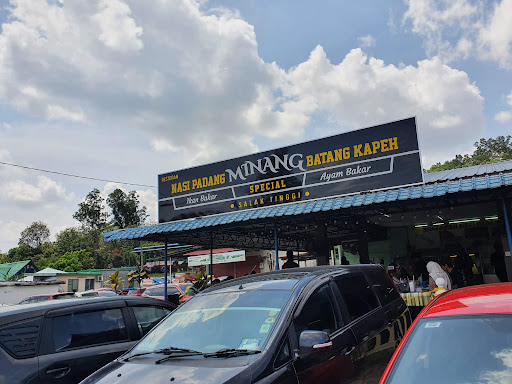 RESTORAN
NASI PADANG MINANG BATANG KAPEH
Ikan Bakar SPECIAL Ayam Bakar
SALAK TINGGI